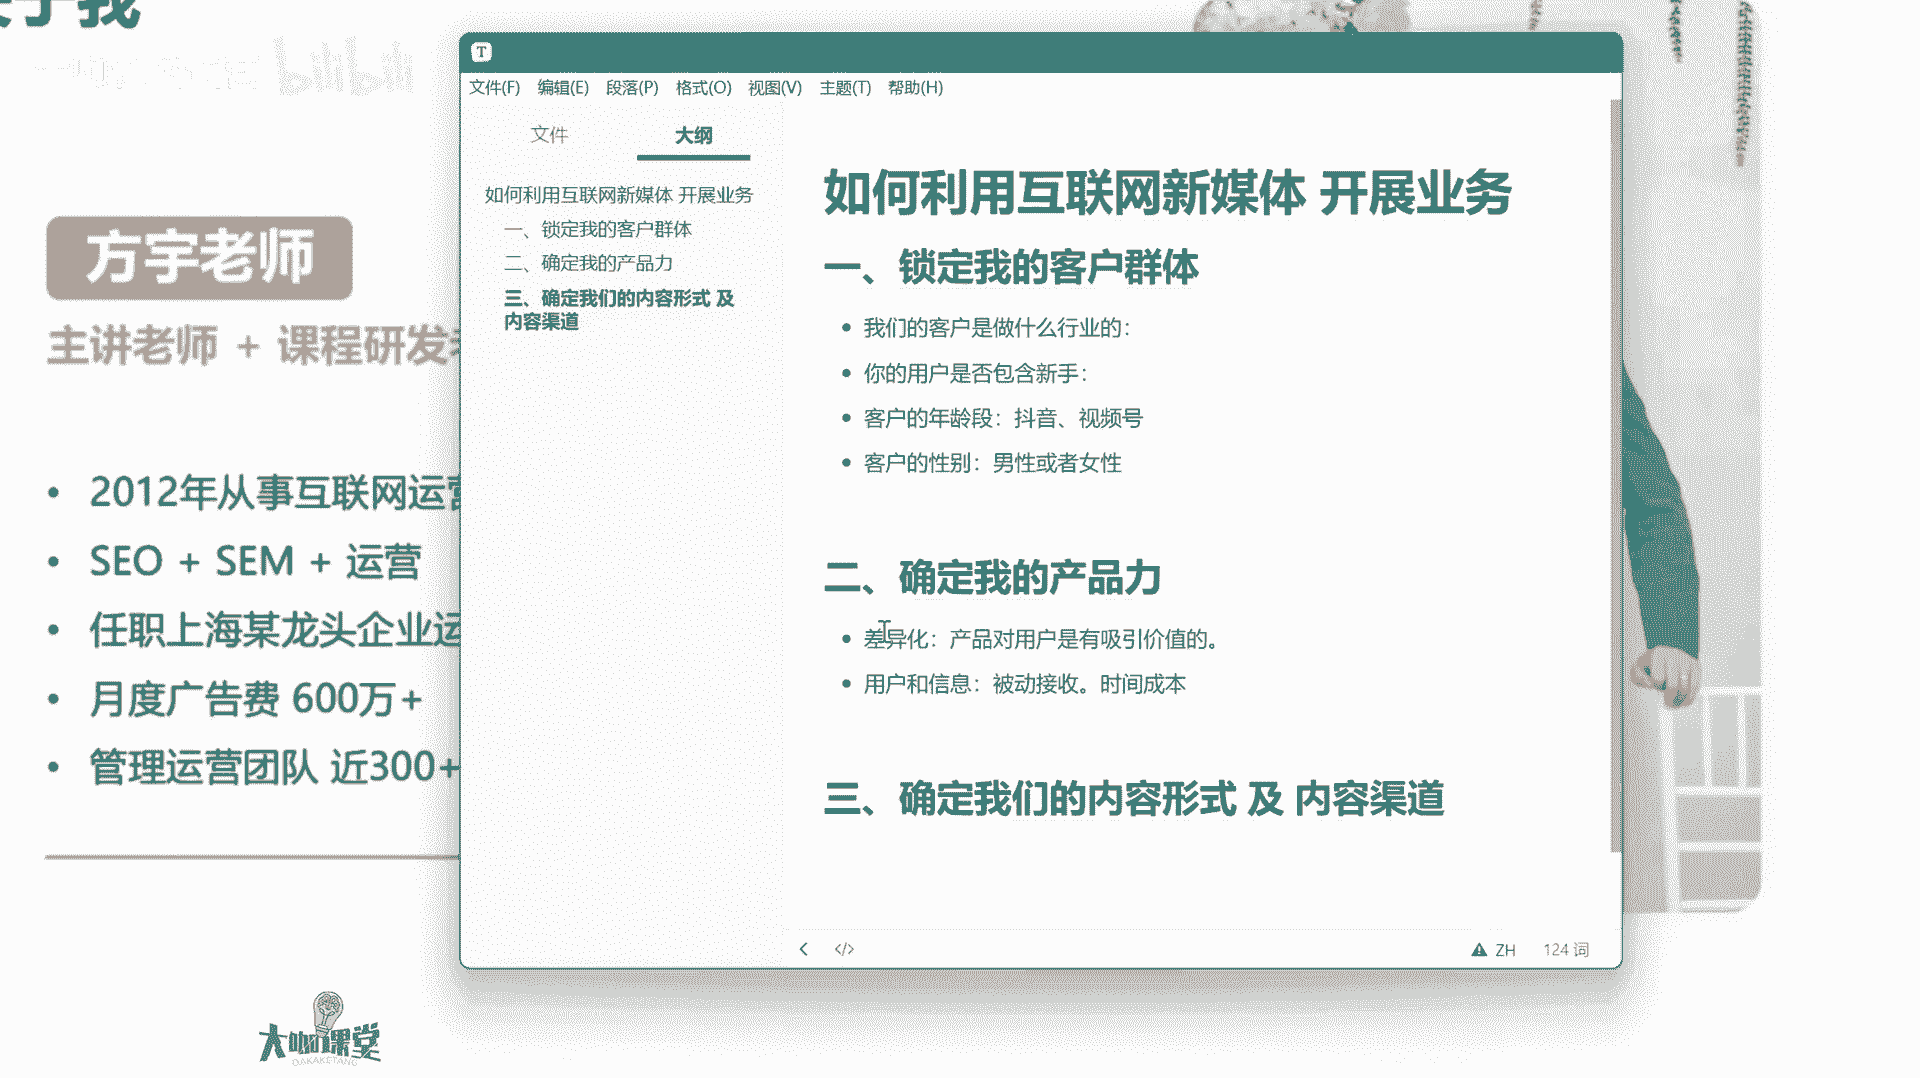 bilibili
方宇老师
主讲老师 + 课程研发
2012年从事互联网运营
SEO + SEM + 运营
任职上海某龙头企业运
月度广告费 600万+
管理运营团队 近300+
大咖课堂
DAKAKETANG
T
文件(F) 编辑(E) 段落(P) 格式(O) 视图(V) 主题(T) 帮助(H)
文件 大纲
如何利用互联网新媒体 开展业务
一、锁定我的客户群体
二、确定我的产品力
三、确定我们的内容形式 及
内容渠道
如何利用互联网新媒体 开展业务
一、锁定我的客户群体
• 我们的客户是做什么行业的：
• 你的用户是否包含新手：
• 客户的年龄段：抖音、视频号
• 客户的性别：男性或者女性
二、确定我的产品力
• 差异化：产品对用户是有吸引价值的。
• 用户和信息：被动接收。时间成本
三、确定我们的内容形式 及 内容渠道
</> ZH 124 词